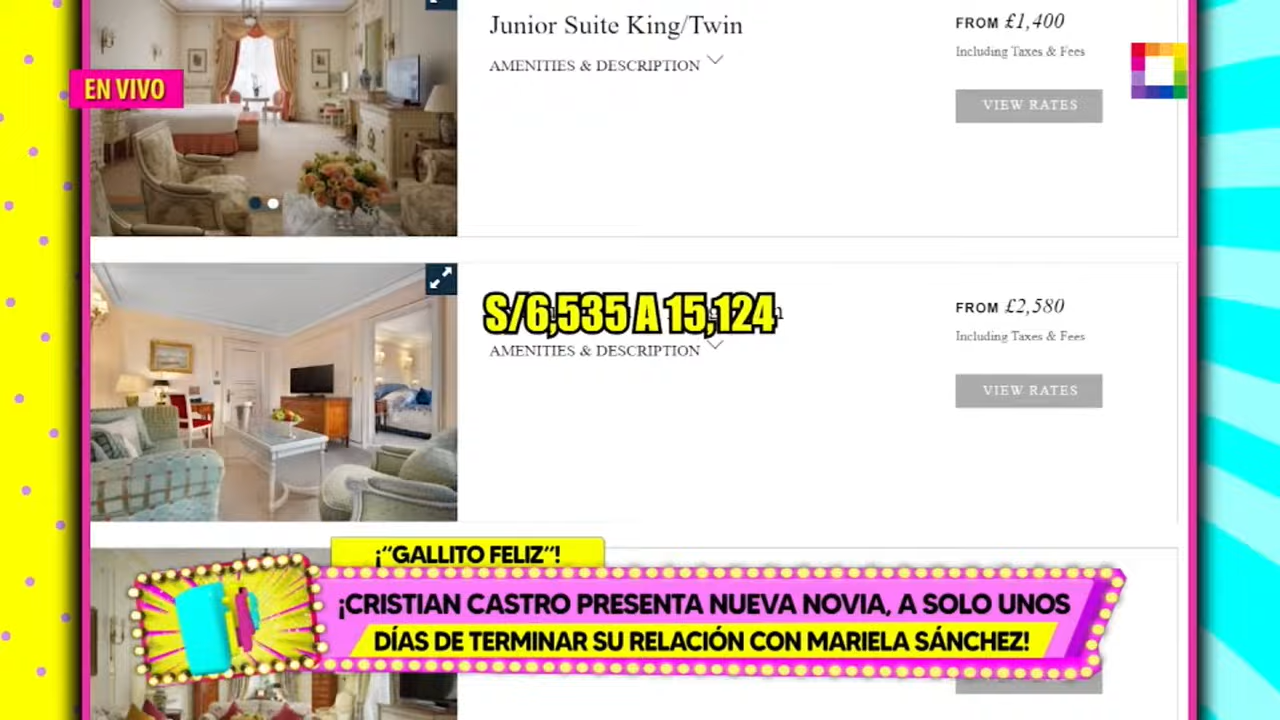 Junior Suite King/Twin
AMENITIES & DESCRIPTION
FROM £1,400
Including Taxes & Fees
VIEW RATES
EN VIVO
S/6,535 A 15,124
AMENITIES & DESCRIPTION
FROM £2,580
Including Taxes & Fees
VIEW RATES
¡"GALLITO FELIZ"!
¡CRISTIAN CASTRO PRESENTA NUEVA NOVIA, A SOLO UNOS
DÍAS DE TERMINAR SU RELACIÓN CON MARIELA SÁNCHEZ!